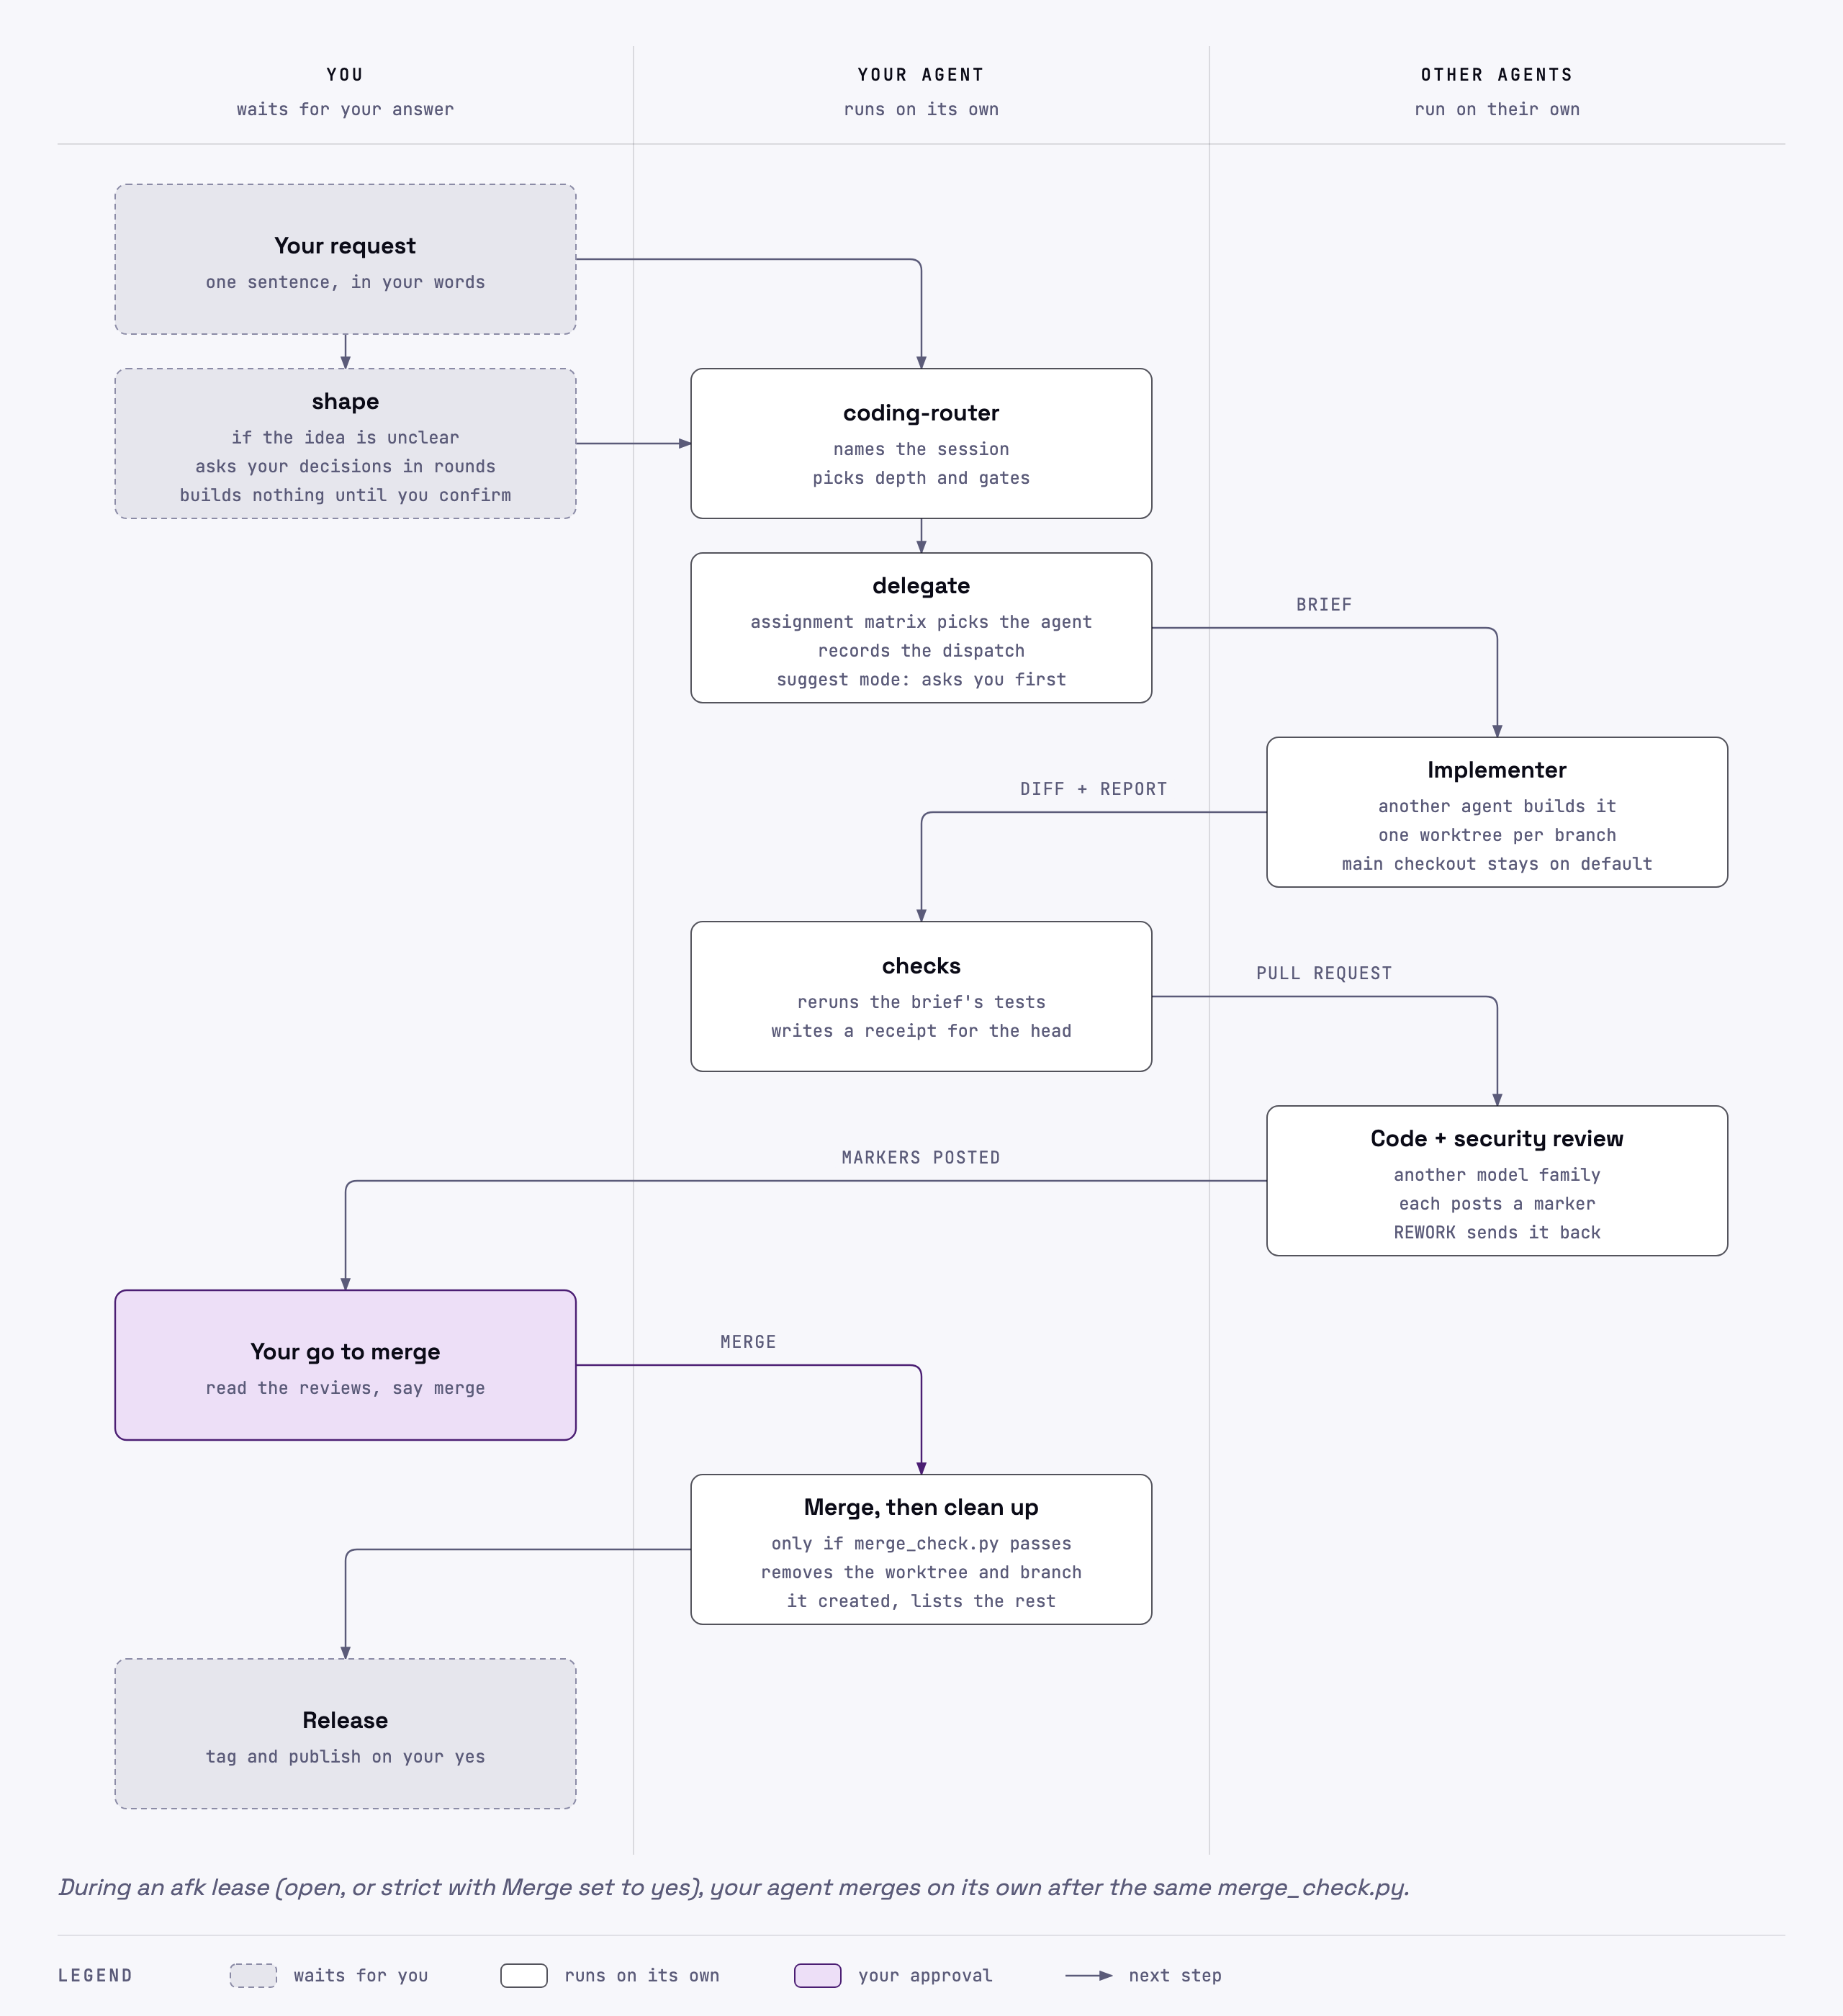 YOU
waits for your answer
YOUR AGENT
runs on its own
OTHER AGENTS
run on their own
Your request
one sentence, in your words
shape
if the idea is unclear
asks your decisions in rounds
builds nothing until you confirm
coding-router
names the session
picks depth and gates
delegate
assignment matrix picks the agent
records the dispatch
suggest mode: asks you first
BRIEF
Implementer
another agent builds it
one worktree per branch
main checkout stays on default
DIFF + REPORT
checks
reruns the brief's tests
writes a receipt for the head
PULL REQUEST
Code + security review
another model family
each posts a marker
REWORK sends it back
MARKERS POSTED
Your go to merge
read the reviews, say merge
MERGE
Merge, then clean up
only if merge_check.py passes
removes the worktree and branch
it created, lists the rest
Release
tag and publish on your yes
During an afk lease (open, or strict with Merge set to yes), your agent merges on its own after the same merge_check.py.
LEGEND
waits for you
runs on its own
your approval
next step